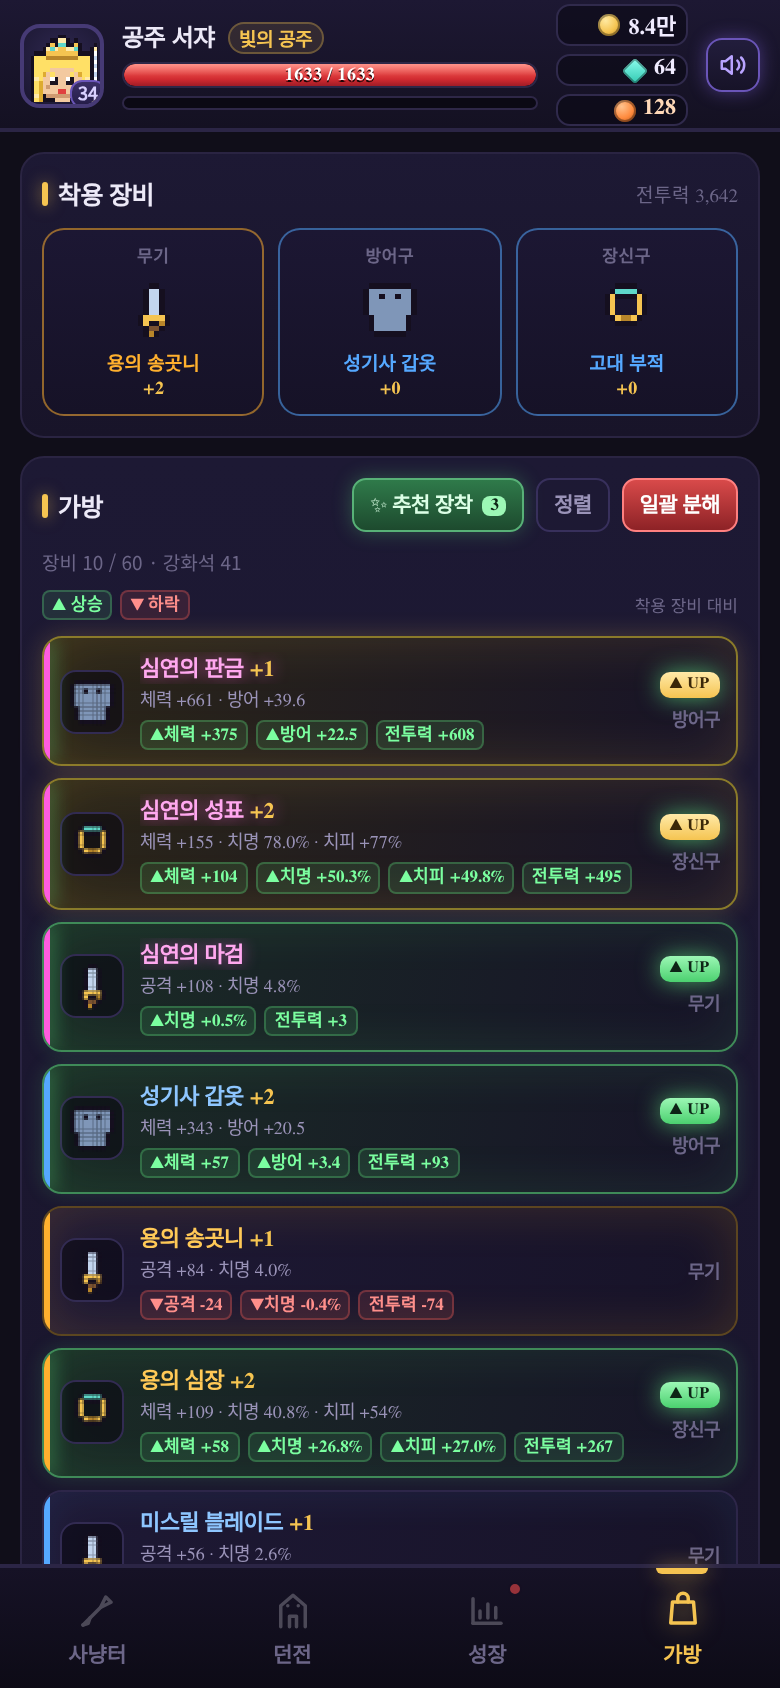 공주 서쟈 빛의 공주
1633 / 1633
34
8.4만
64
128
착용 장비 전투력 3,642
무기 방어구 장신구
용의 송곳니 성기사 갑옷 고대 부적
+2 +0 +0
가방 ✨ 추천 장착 3 정렬 일괄 분해
장비 10 / 60 · 강화석 41
▲ 상승 ▼ 하락 착용 장비 대비
심연의 판금 +1
체력 +661 · 방어 +39.6
▲체력 +375 ▲방어 +22.5 전투력 +608
▲ UP
방어구
심연의 성표 +2
체력 +155 · 치명 78.0% · 치피 +77%
▲체력 +104 ▲치명 +50.3% ▲치피 +49.8% 전투력 +495
▲ UP
장신구
심연의 마검
공격 +108 · 치명 4.8%
▲치명 +0.5% 전투력 +3
▲ UP
무기
성기사 갑옷 +2
체력 +343 · 방어 +20.5
▲체력 +57 ▲방어 +3.4 전투력 +93
▲ UP
방어구
용의 송곳니 +1
공격 +84 · 치명 4.0%
▼공격 -24 ▼치명 -0.4% 전투력 -74
무기
용의 심장 +2
체력 +109 · 치명 40.8% · 치피 +54%
▲체력 +58 ▲치명 +26.8% ▲치피 +27.0% 전투력 +267
▲ UP
장신구
미스릴 블레이드 +1
공격 +56 · 치명 2.6%
무기
사냥터 던전 성장 가방